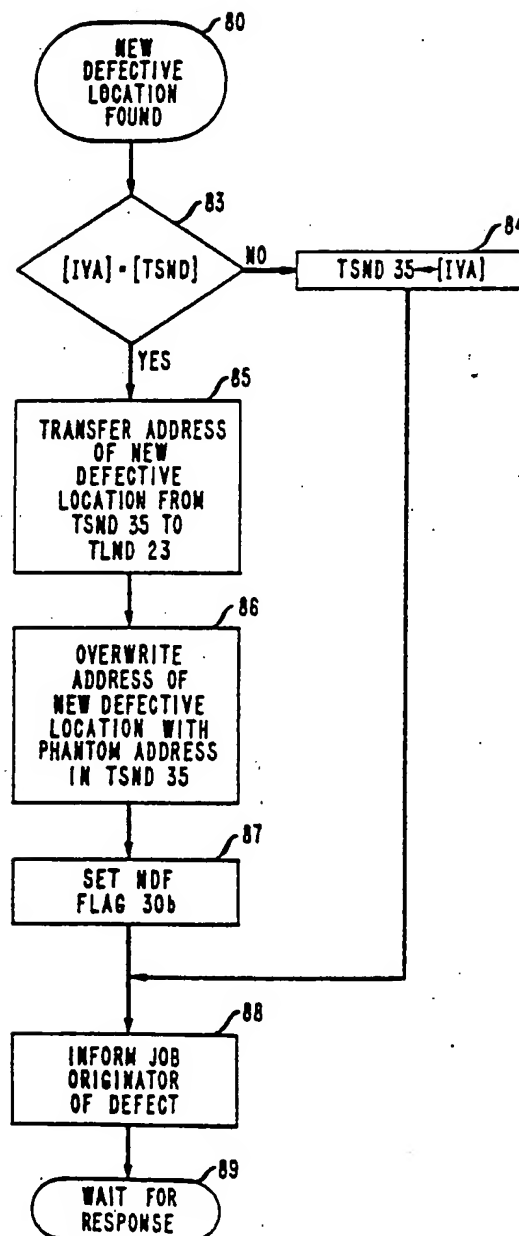 80
NEW
DEFECTIVE
LOCATION
FOUND
83
[IVA] = [TSND]
NO
84
TSND 35←[IVA]
YES
85
TRANSFER ADDRESS
OF NEW
DEFECTIVE
LOCATION FROM
TSND 35 TO
TLND 23
86
OVERWRITE
ADDRESS OF
NEW DEFECTIVE
LOCATION WITH
PHANTOM ADDRESS
IN TSND 35
87
SET NDF
FLAG 30b
88
INFORM JOB
ORIGINATOR
OF DEFECT
89
WAIT FOR
RESPONSE